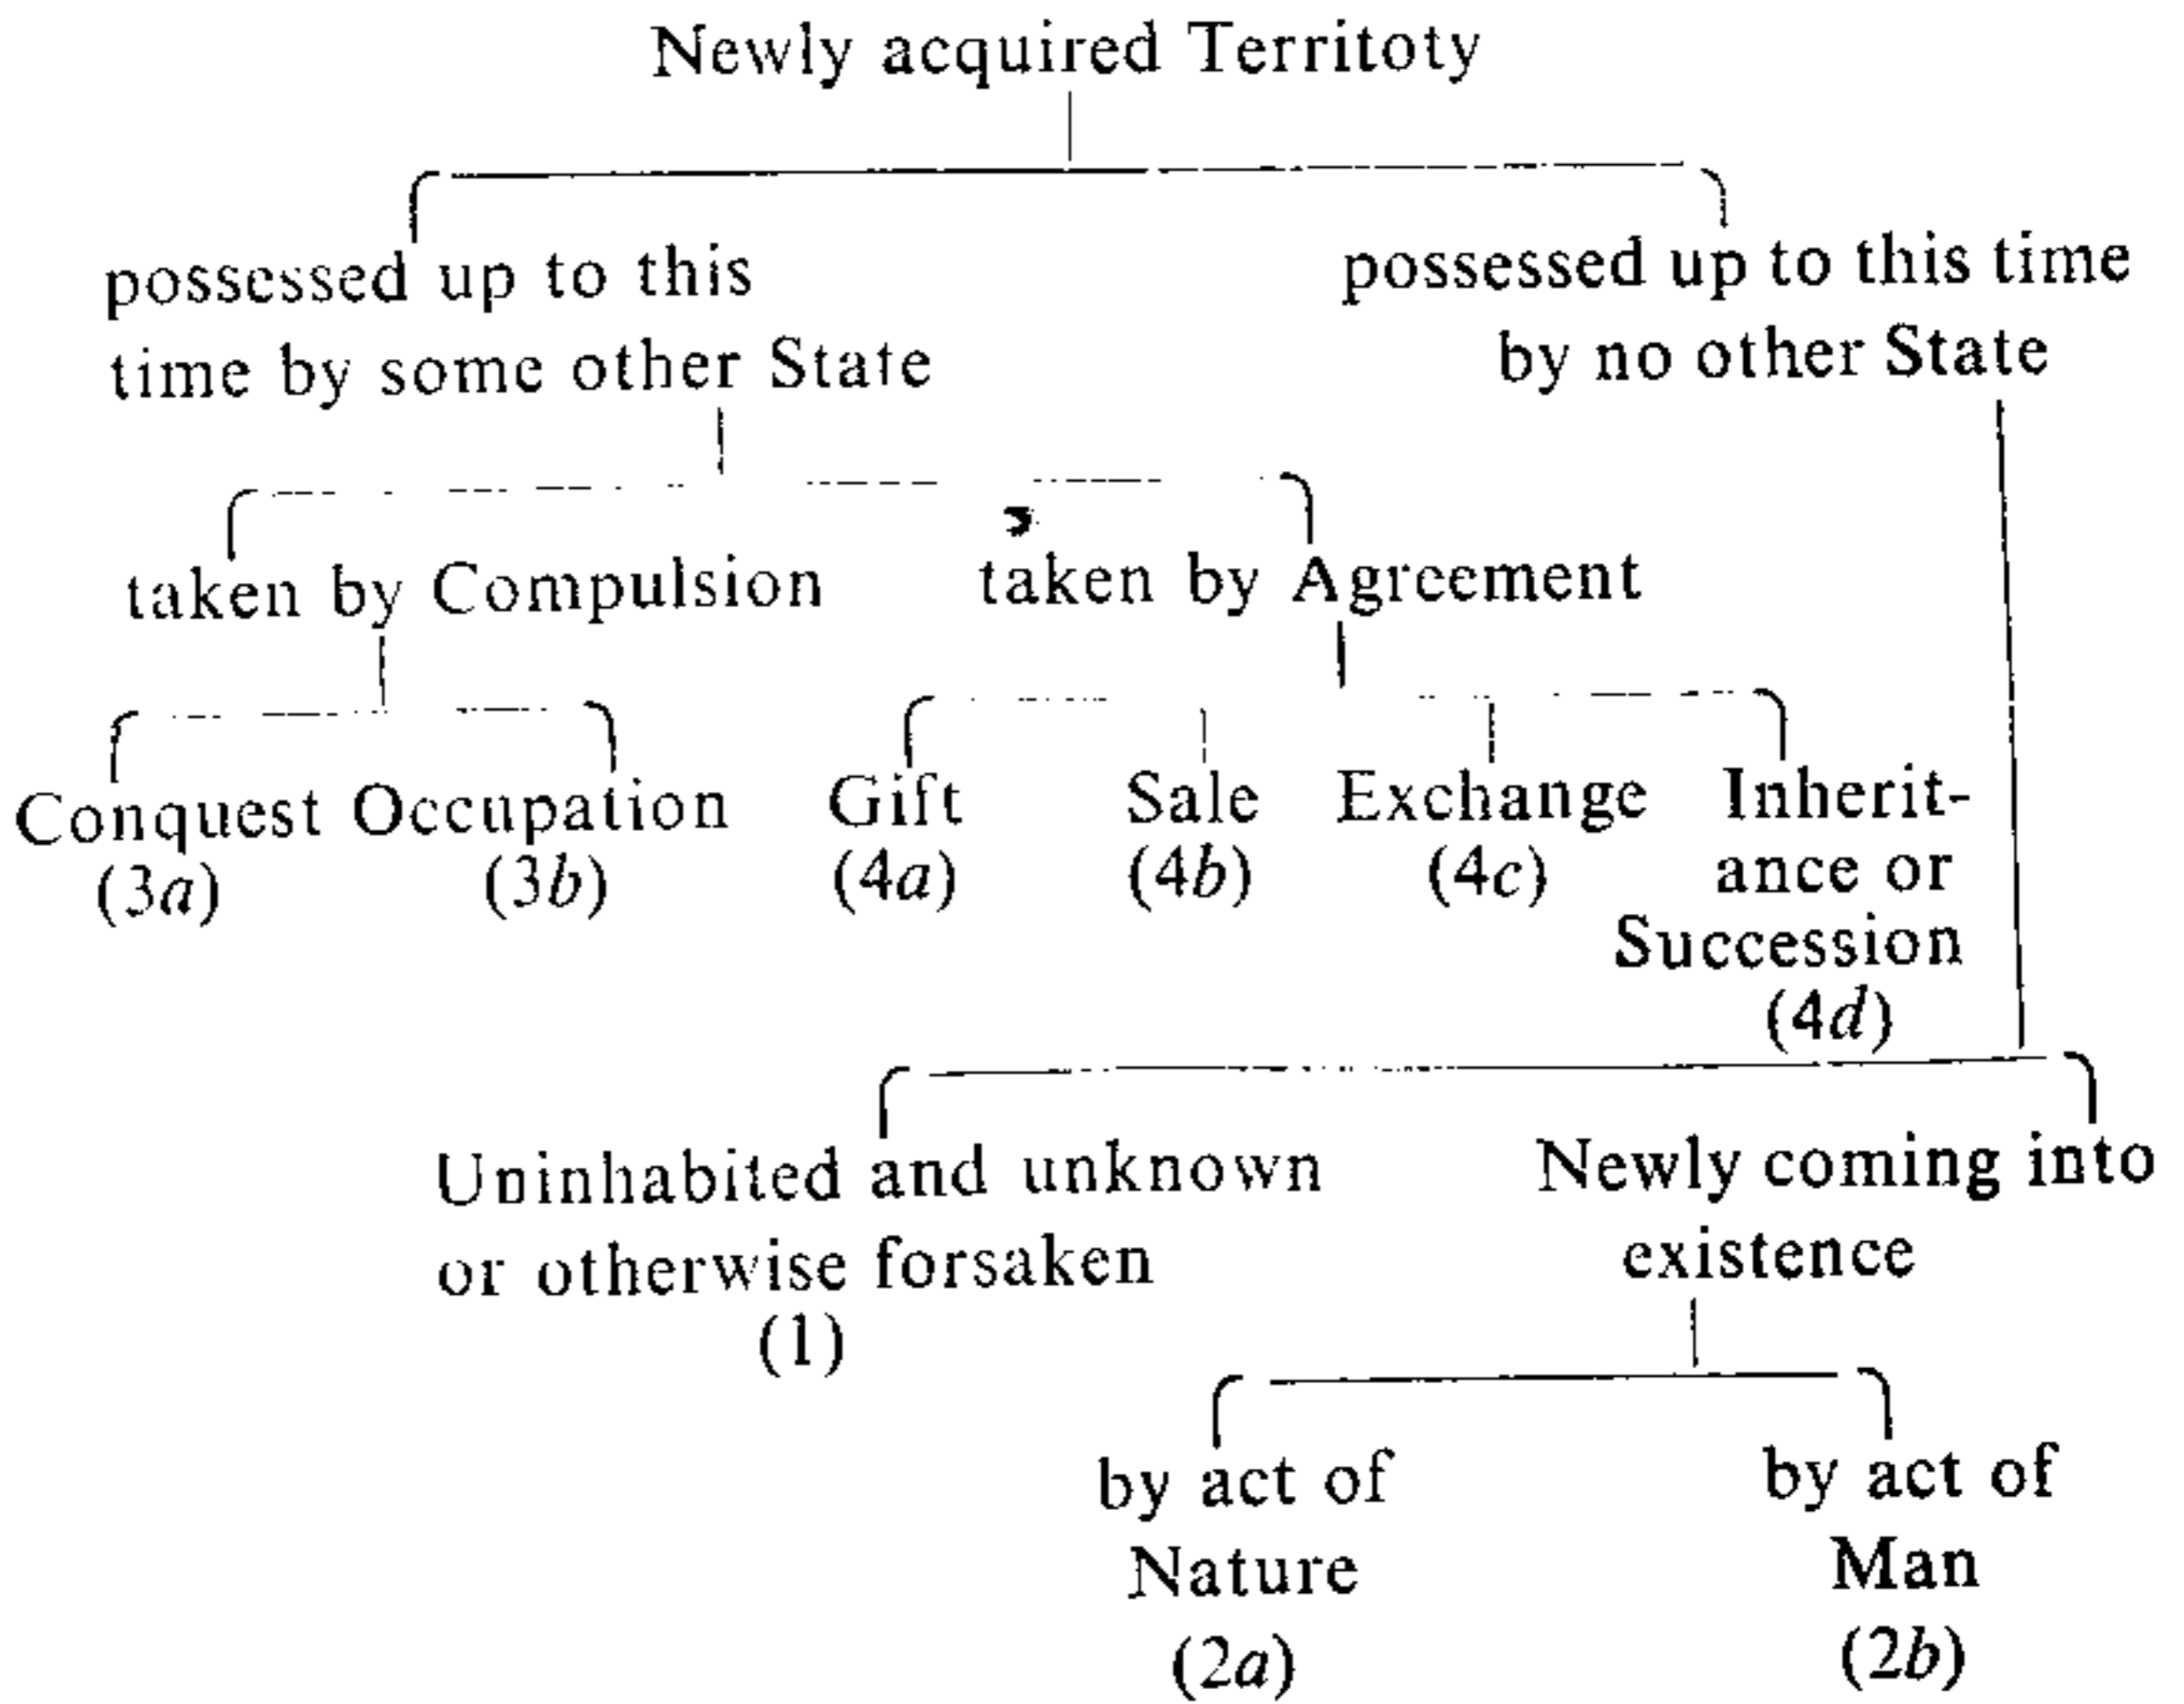 Newly acquired Territoty
possessed up to this
time by some other State
possessed up to this time
by no other State
taken by Compulsion
taken by Agreement
Conquest
(3a)
Occupation
(3b)
Gift
(4a)
Sale
(4b)
Exchange
(4c)
Inherit-
ance or
Succession
(4d)
Uninhabited and unknown
or otherwise forsaken
(1)
Newly coming into
existence
by act of
Nature
(2a)
by act of
Man
(2b)